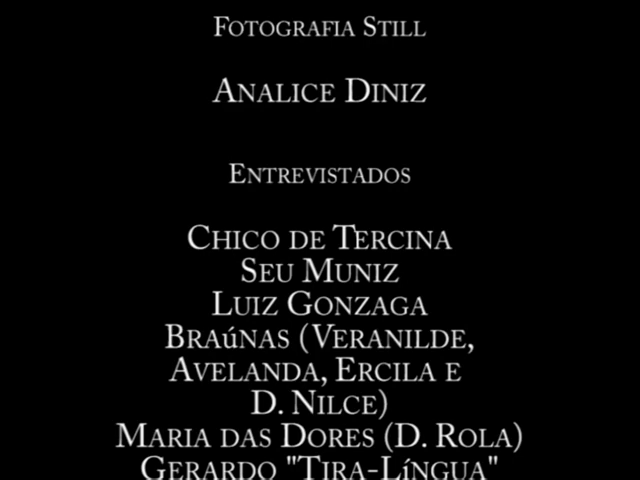 Fotografia Still
Analice Diniz
Entrevistados
Chico de Tercina
Seu Muniz
Luiz Gonzaga
Braúnas (Veranilde,
Avelanda, Ercila e
D. Nilce)
Maria das Dores (D. Rola)
Gerardo "Tira-Língua"